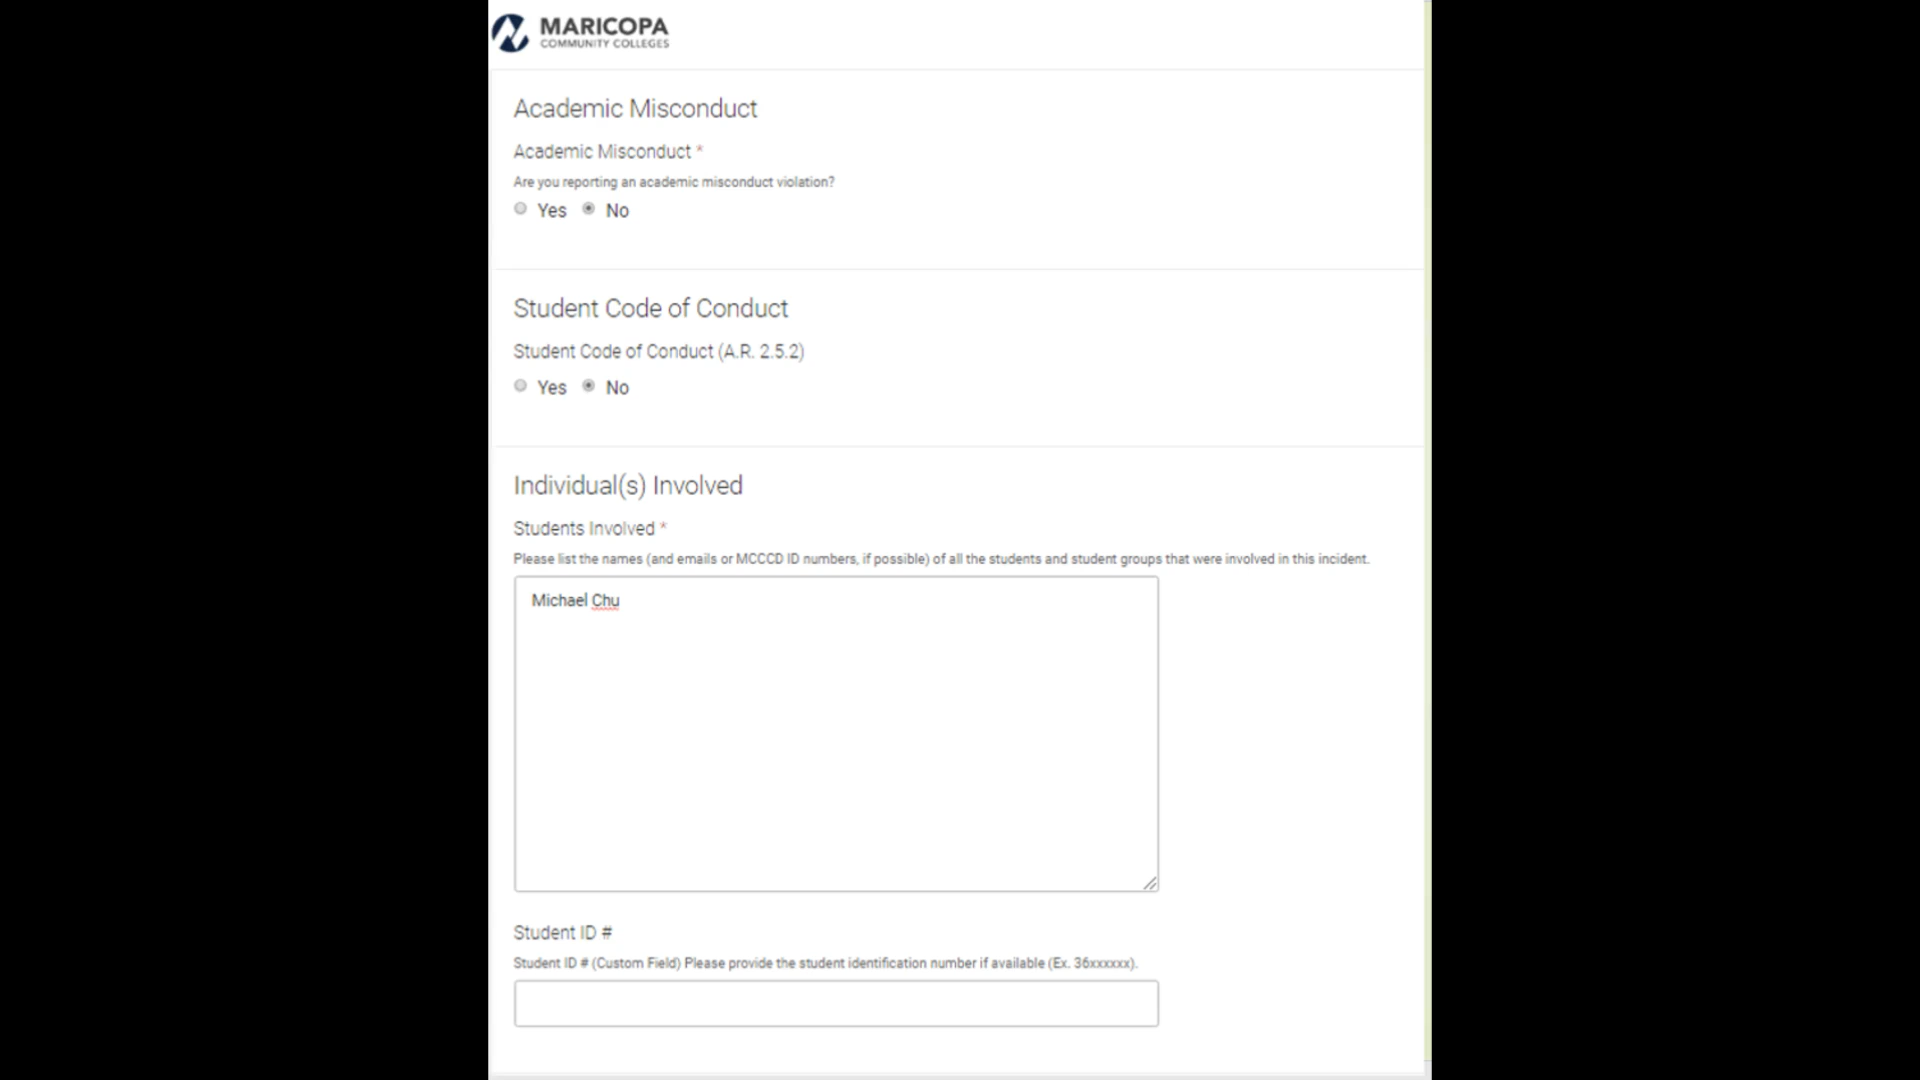 MARICOPA
COMMUNITY COLLEGES
Academic Misconduct
Academic Misconduct *
Are you reporting an academic misconduct violation?
Yes No
Student Code of Conduct
Student Code of Conduct (A.R. 2.5.2)
Yes No
Individual(s) Involved
Students Involved *
Please list the names (and emails or MCCCD ID numbers, if possible) of all the students and student groups that were involved in this incident.
Michael Chu
Student ID #
Student ID # (Custom Field) Please provide the student identification number if available (Ex. 36xxxxxx).